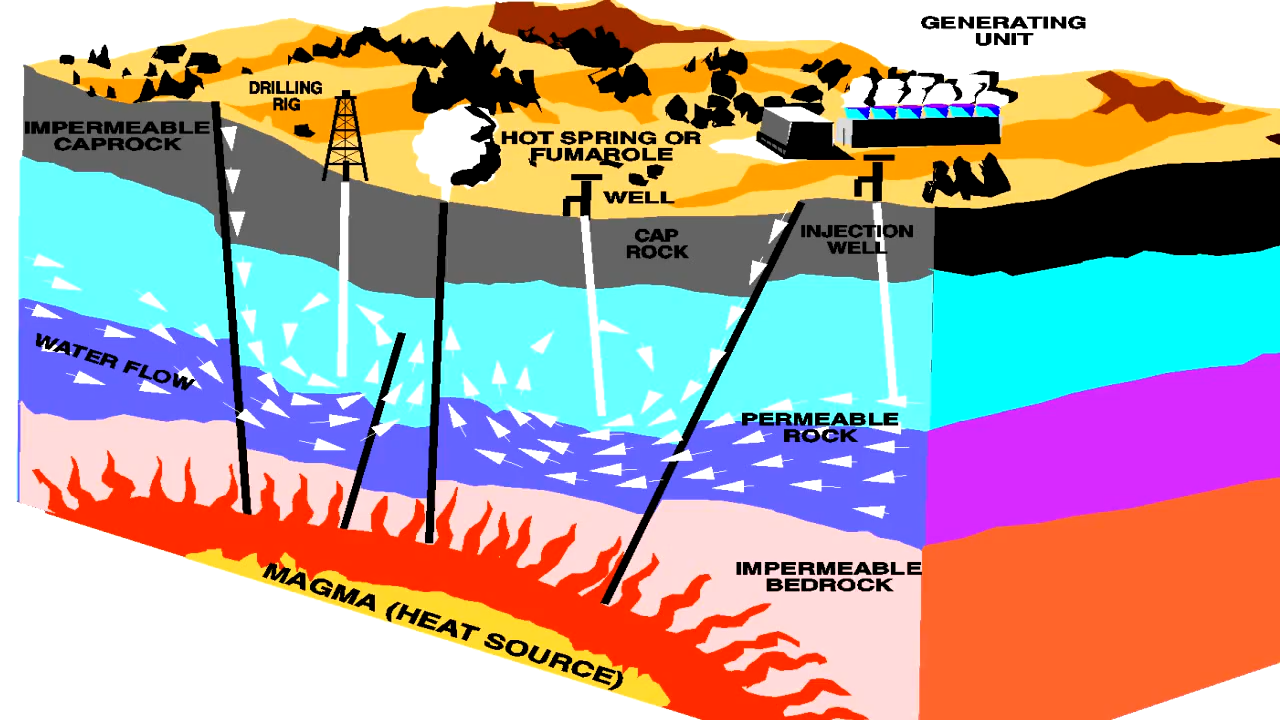 GENERATING
UNIT
DRILLING
RIG
IMPERMEABLE
CAPROCK
HOT SPRING OR
FUMAROLE
WELL
CAP
ROCK
INJECTION
WELL
WATER FLOW
PERMEABLE
ROCK
IMPERMEABLE
BEDROCK
MAGMA (HEAT SOURCE)